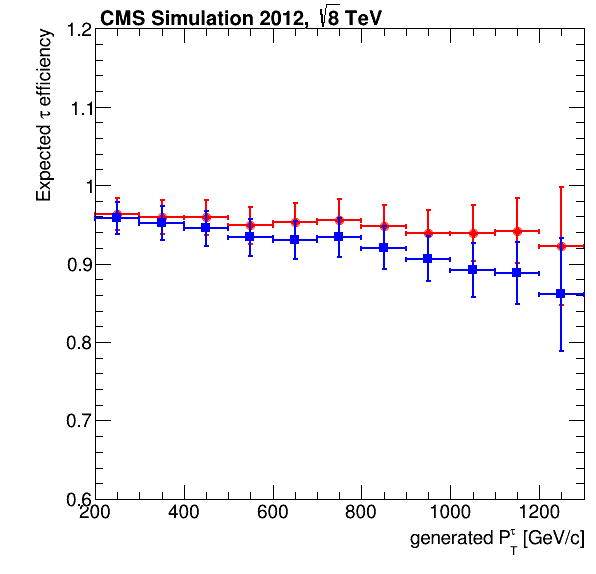 CMS Simulation 2012, √8 TeV
Expected τ efficiency
1.2
1.1
1
0.9
0.8
0.7
0.6
200 400 600 800 1000 1200
generated P_T^τ [GeV/c]